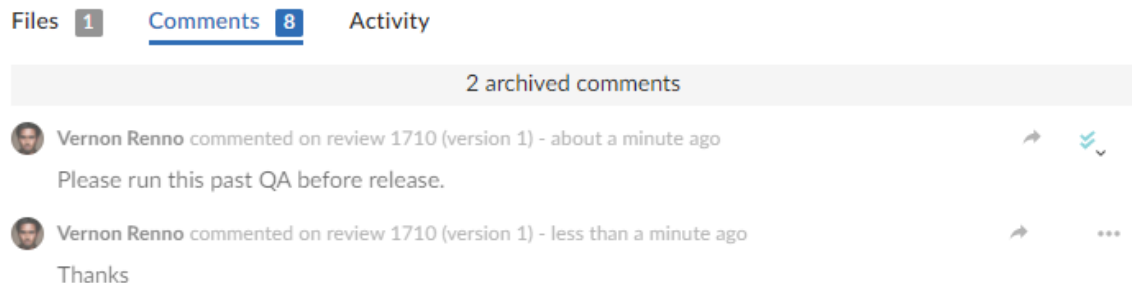 Files 1 Comments 8 Activity
2 archived comments
Vernon Renno commented on review 1710 (version 1) - about a minute ago
Please run this past QA before release.
Vernon Renno commented on review 1710 (version 1) - less than a minute ago
Thanks